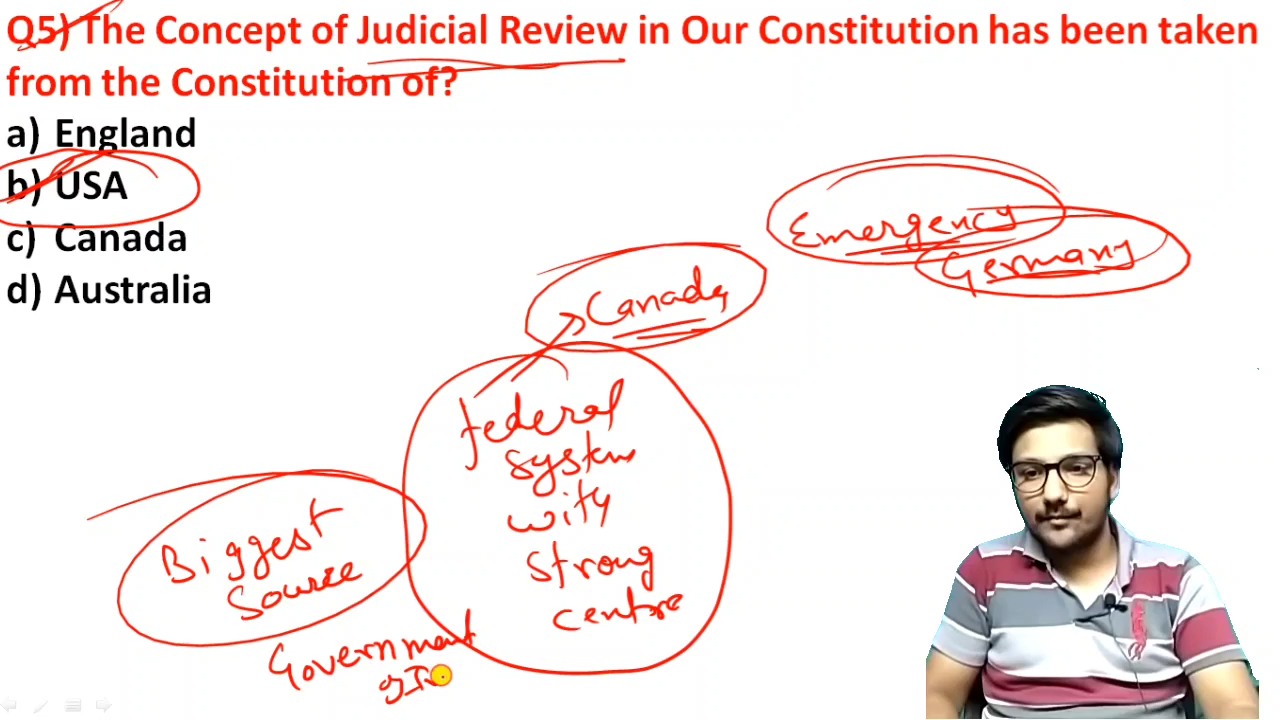 Q5) The Concept of Judicial Review in Our Constitution has been taken
from the Constitution of?
a) England
b) USA
c) Canada
d) Australia
Emergency
Germany
Canada
federal
system
with
strong
centre
Biggest
source
Government